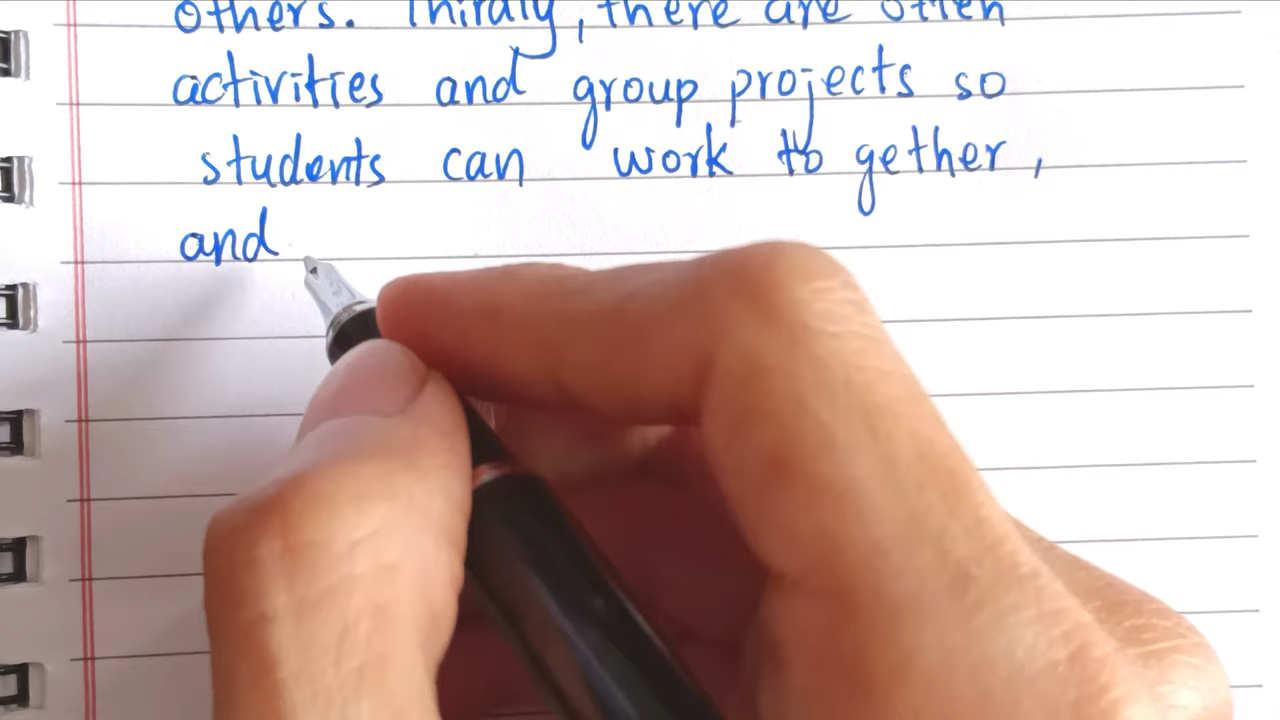 others. Thirdly, there are often
activities and group projects so
students can work to gether,
and